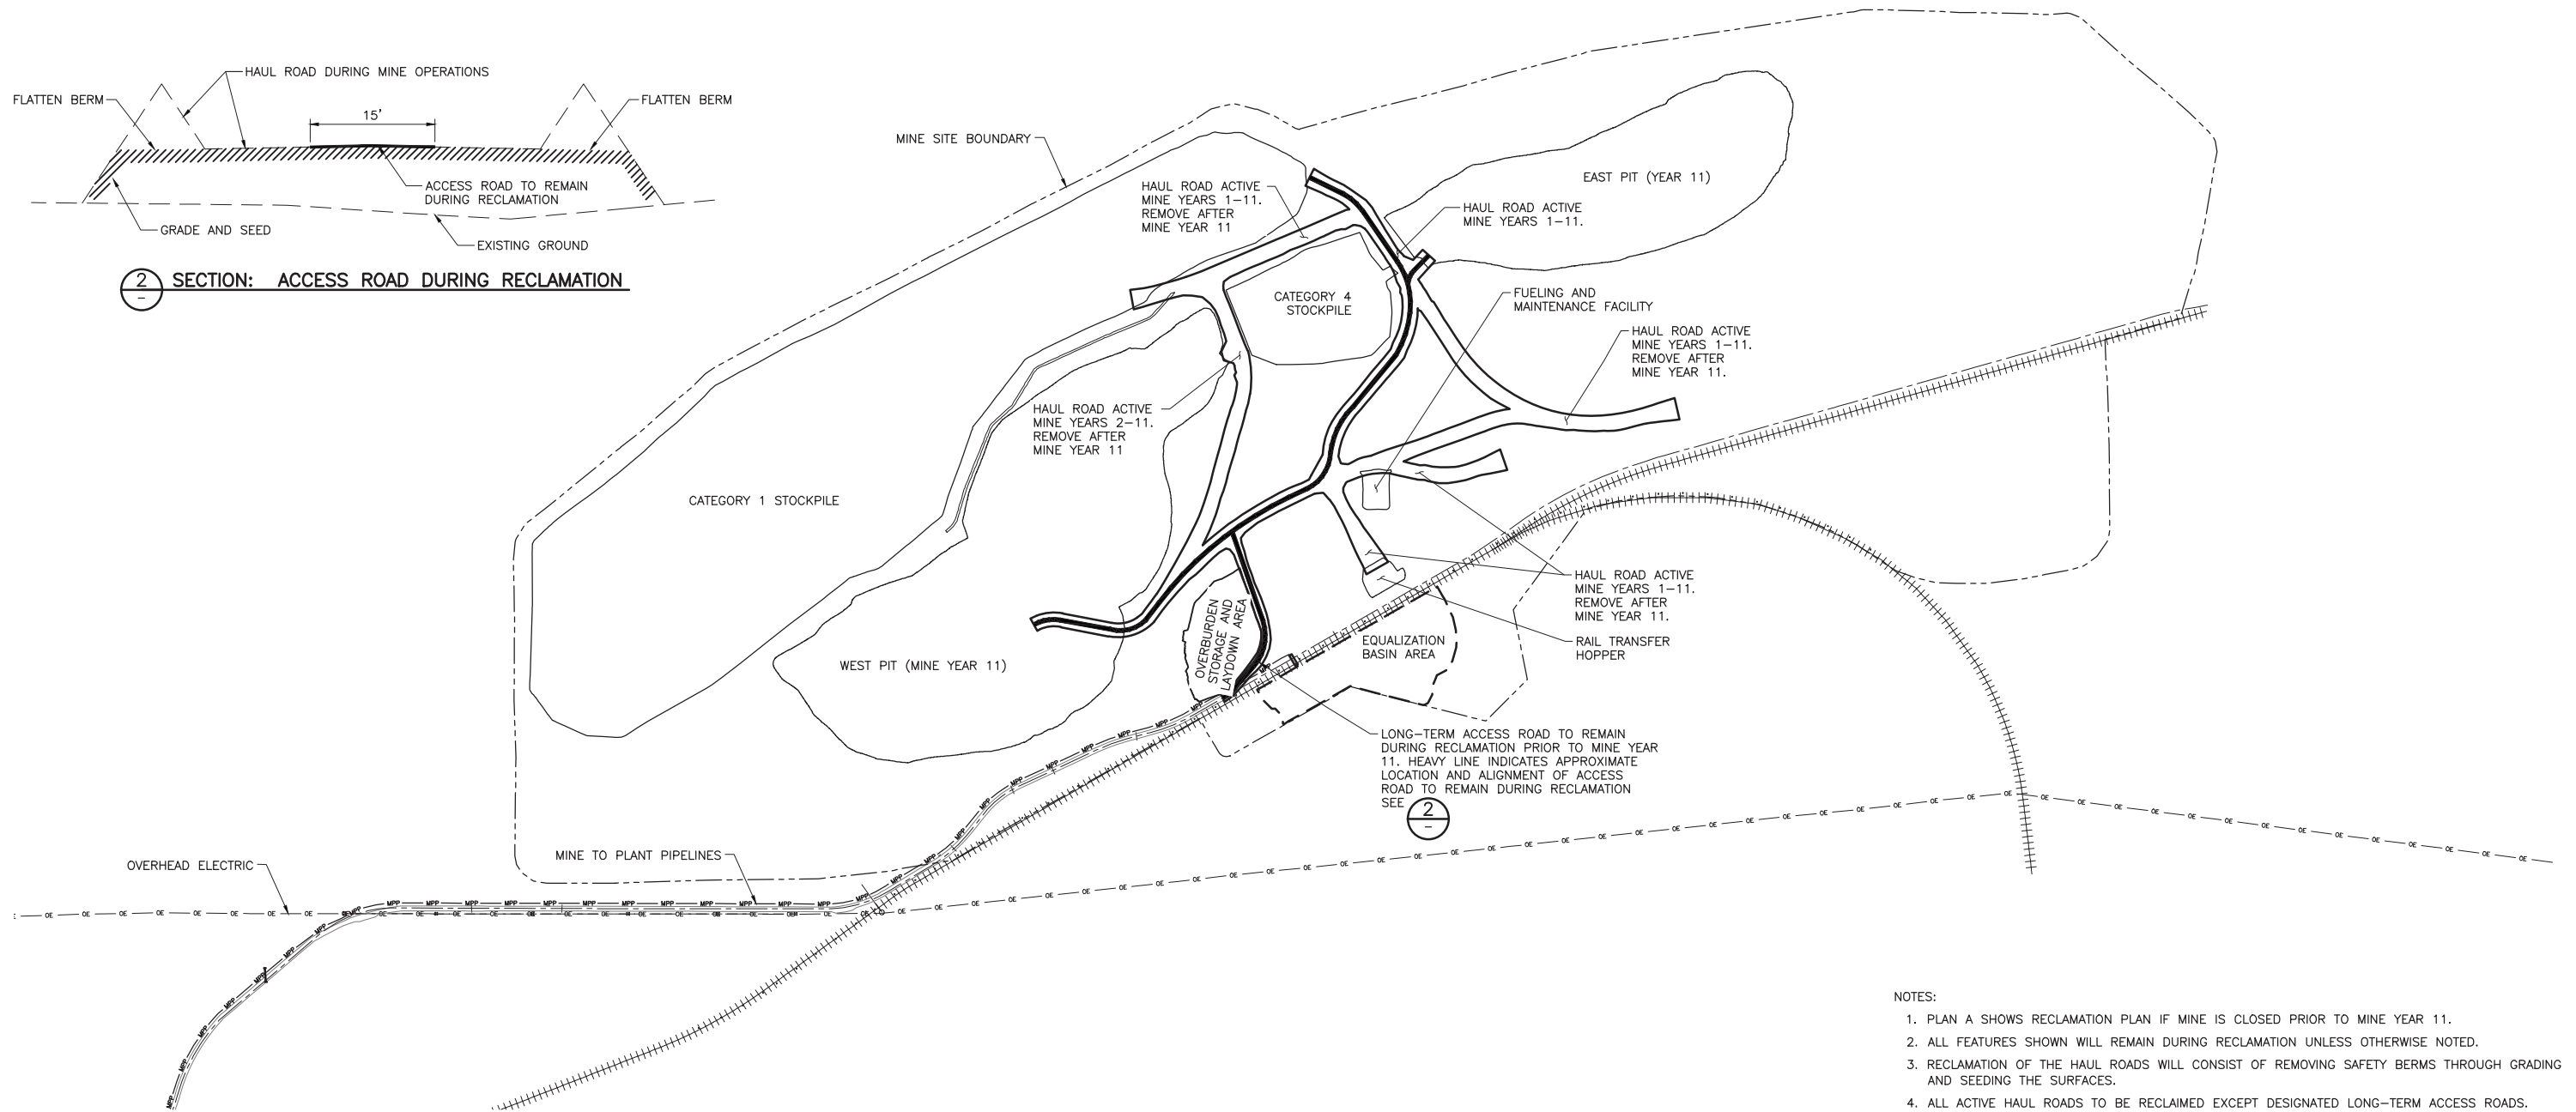 HAUL ROAD DURING MINE OPERATIONS
FLATTEN BERM
FLATTEN BERM
15'
ACCESS ROAD TO REMAIN
DURING RECLAMATION
GRADE AND SEED
EXISTING GROUND
2
-
SECTION: ACCESS ROAD DURING RECLAMATION
MINE SITE BOUNDARY
HAUL ROAD ACTIVE
MINE YEARS 1-11.
REMOVE AFTER
MINE YEAR 11
EAST PIT (YEAR 11)
HAUL ROAD ACTIVE
MINE YEARS 1-11.
CATEGORY 4
STOCKPILE
FUELING AND
MAINTENANCE FACILITY
HAUL ROAD ACTIVE
MINE YEARS 1-11.
REMOVE AFTER
MINE YEAR 11.
HAUL ROAD ACTIVE
MINE YEARS 2-11.
REMOVE AFTER
MINE YEAR 11
CATEGORY 1 STOCKPILE
HAUL ROAD ACTIVE
MINE YEARS 1-11.
REMOVE AFTER
MINE YEAR 11.
RAIL TRANSFER
HOPPER
OVERBURDEN
STORAGE AND
LAYDOWN AREA
EQUALIZATION
BASIN AREA
WEST PIT (MINE YEAR 11)
LONG-TERM ACCESS ROAD TO REMAIN
DURING RECLAMATION PRIOR TO MINE YEAR
11. HEAVY LINE INDICATES APPROXIMATE
LOCATION AND ALIGNMENT OF ACCESS
ROAD TO REMAIN DURING RECLAMATION
SEE
2
-
MINE TO PLANT PIPELINES
OVERHEAD ELECTRIC
MPP
OE
NOTES:
1. PLAN A SHOWS RECLAMATION PLAN IF MINE IS CLOSED PRIOR TO MINE YEAR 11.
2. ALL FEATURES SHOWN WILL REMAIN DURING RECLAMATION UNLESS OTHERWISE NOTED.
3. RECLAMATION OF THE HAUL ROADS WILL CONSIST OF REMOVING SAFETY BERMS THROUGH GRADING
AND SEEDING THE SURFACES.
4. ALL ACTIVE HAUL ROADS TO BE RECLAIMED EXCEPT DESIGNATED LONG-TERM ACCESS ROADS.